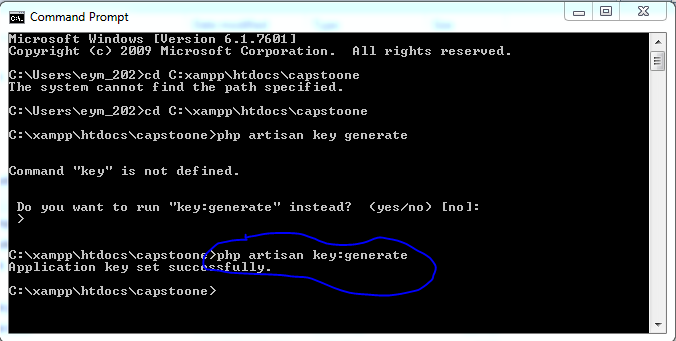 Command Prompt
Microsoft Windows [Version 6.1.7601]
Copyright (c) 2009 Microsoft Corporation.  All rights reserved.
C:\Users\eym_202>cd C:xampp\htdocs\capstoone
The system cannot find the path specified.
C:\Users\eym_202>cd C:\xampp\htdocs\capstoone
C:\xampp\htdocs\capstoone>php artisan key generate
Command "key" is not defined.
Do you want to run "key:generate" instead?  (yes/no) [no]:
>
C:\xampp\htdocs\capstoone>php artisan key:generate
Application key set successfully.
C:\xampp\htdocs\capstoone>